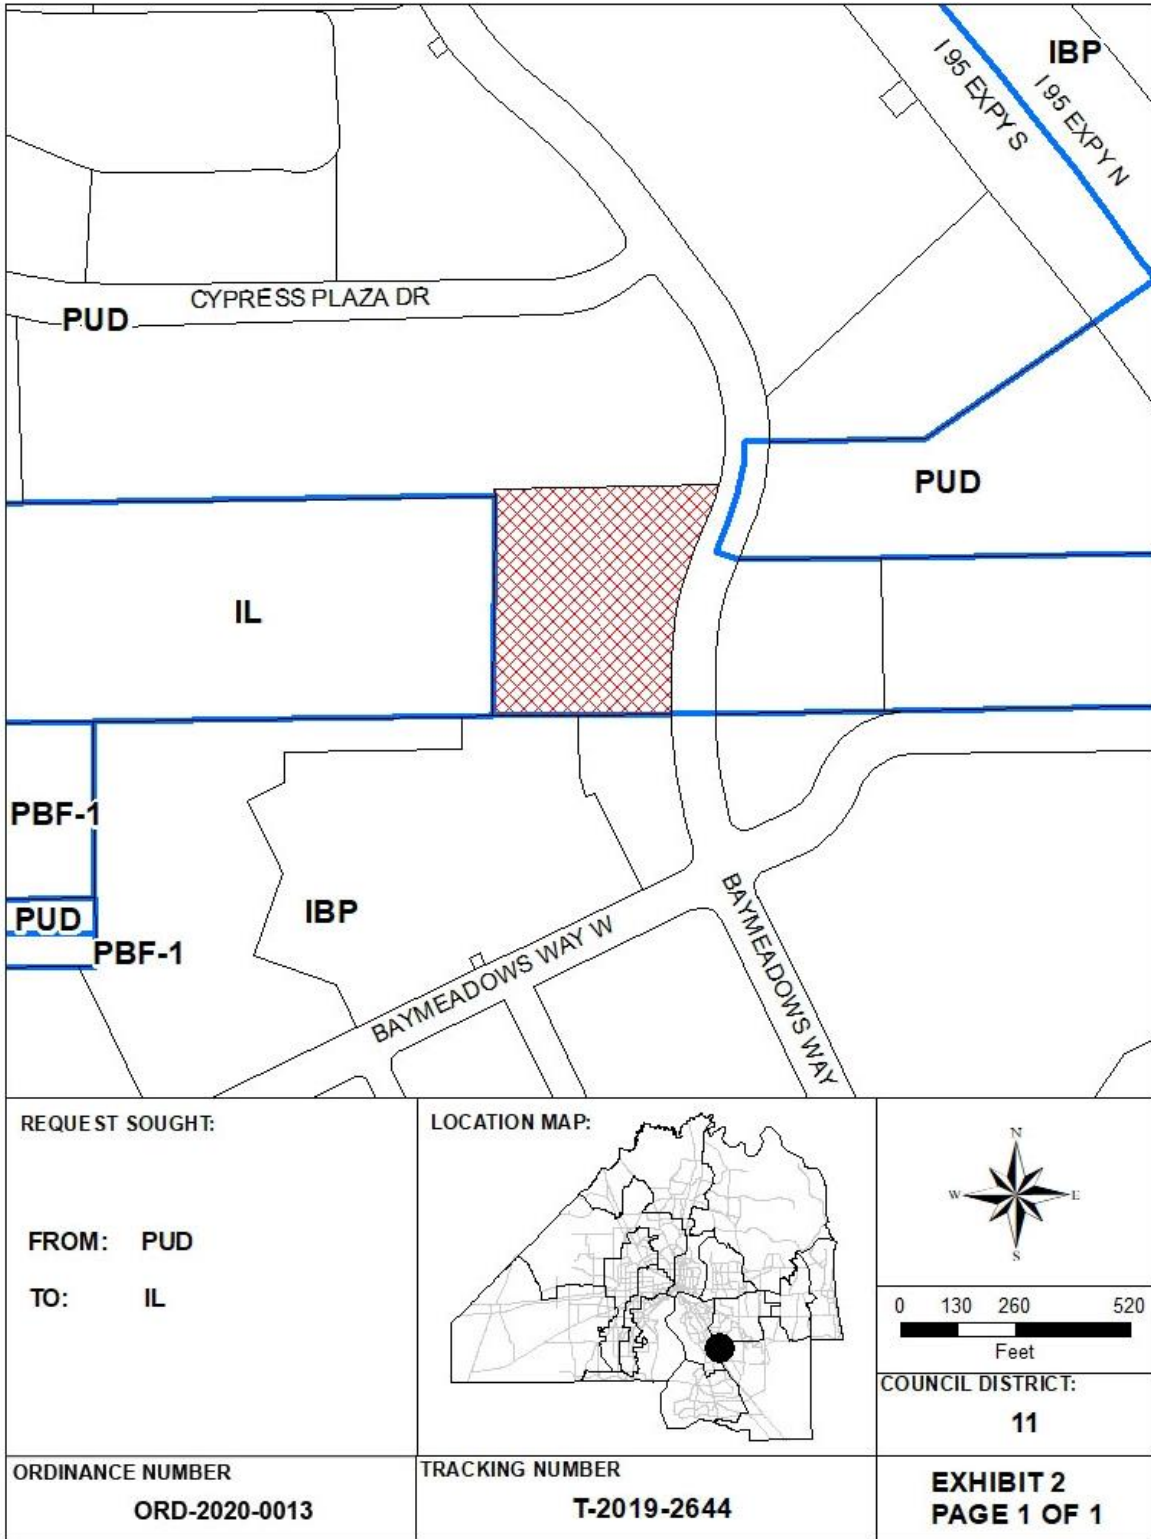 IBP
I 95 EXPY S
I 95 EXPY N
CYPRESS PLAZA DR
PUD
PUD
IL
PBF-1
PUD
PBF-1
IBP
BAYMEADOWS WAY W
BAYMEADOWS WAY
REQUEST SOUGHT:
FROM: PUD
TO: IL
LOCATION MAP:
N
W E
S
0 130 260 520
Feet
COUNCIL DISTRICT:
11
ORDINANCE NUMBER
ORD-2020-0013
TRACKING NUMBER
T-2019-2644
EXHIBIT 2
PAGE 1 OF 1